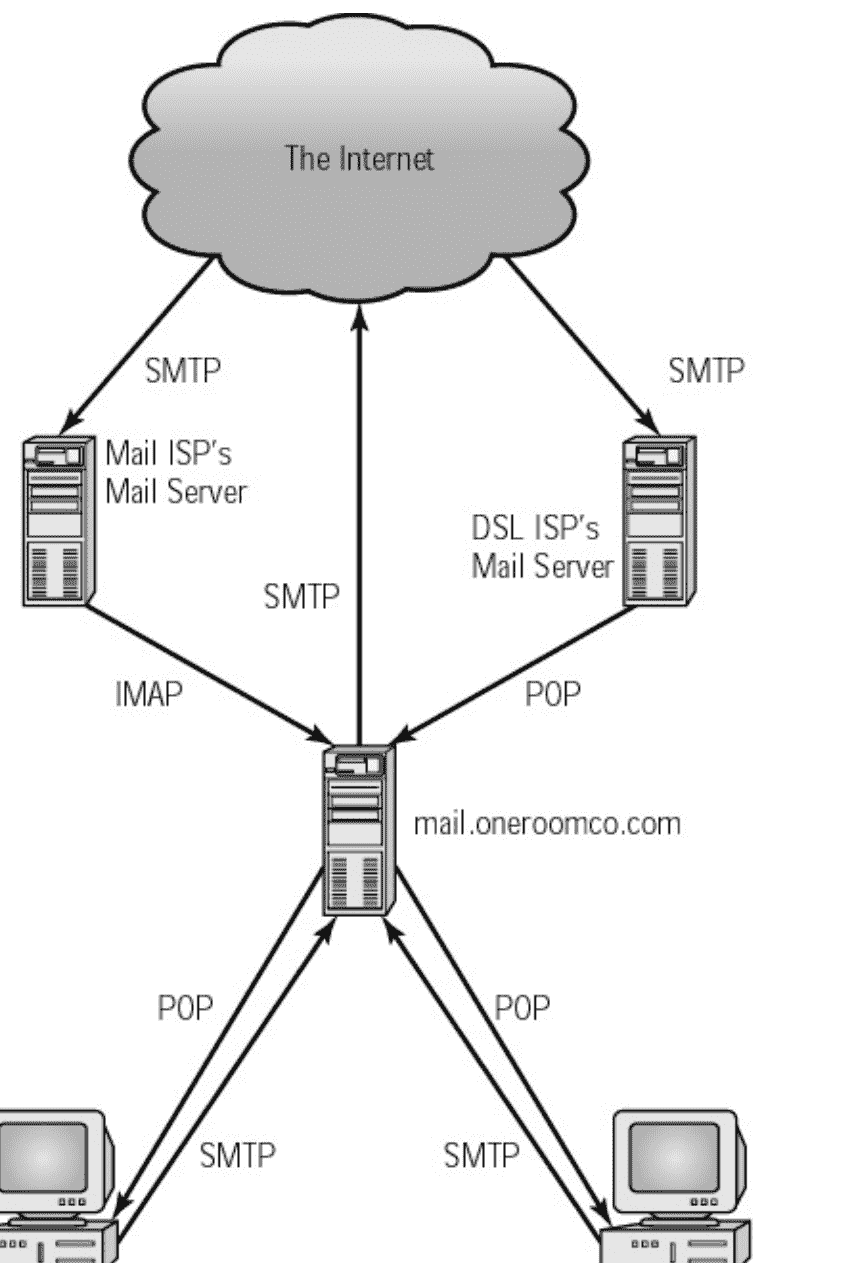 The Internet
SMTP
SMTP
Mail ISP's
Mail Server
DSL ISP's
Mail Server
SMTP
IMAP
POP
mail.oneroomco.com
POP
POP
SMTP
SMTP